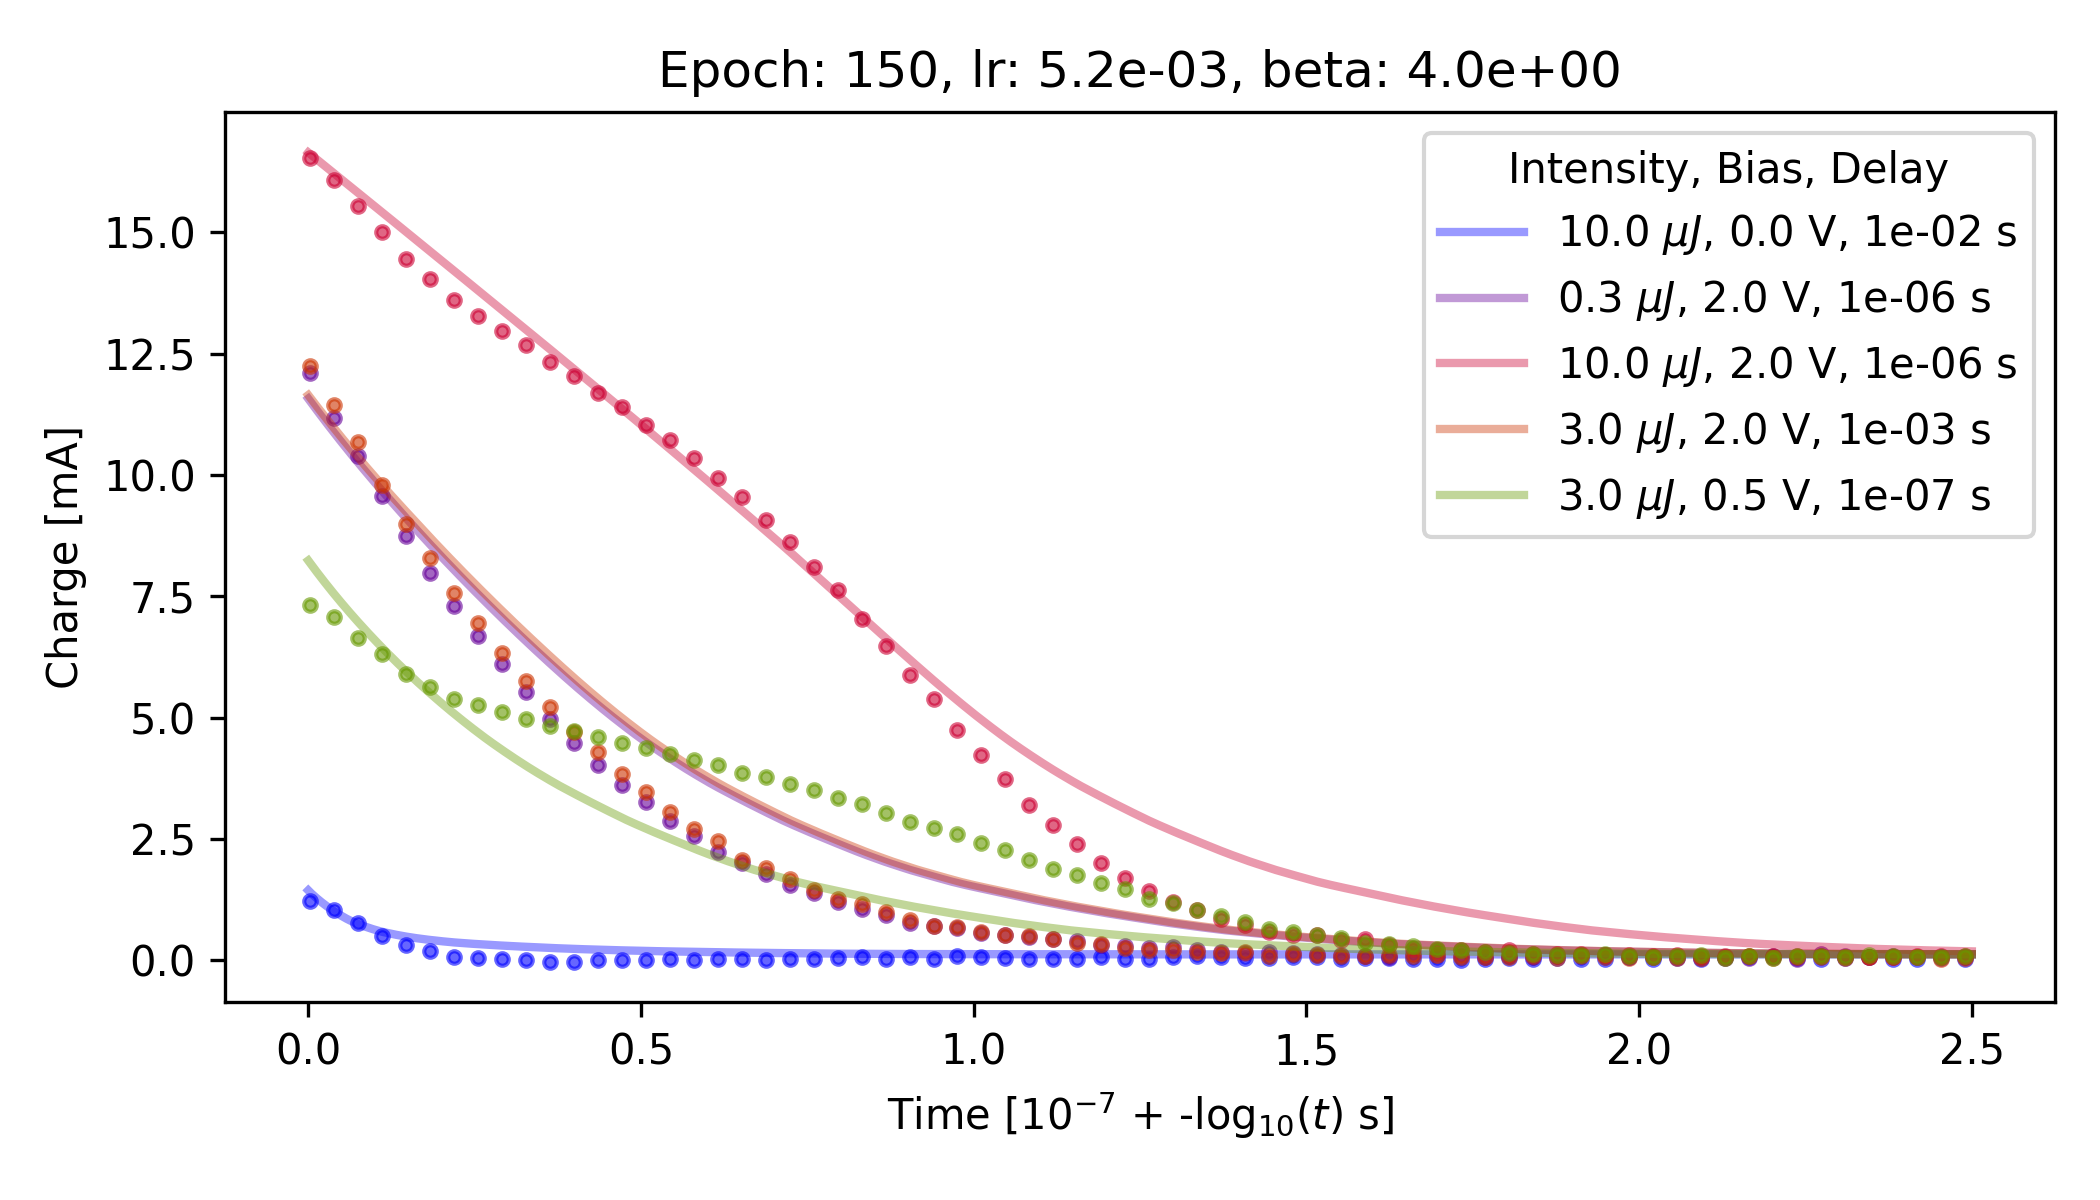 Epoch: 150, lr: 5.2e-03, beta: 4.0e+00
Intensity, Bias, Delay
10.0 μJ, 0.0 V, 1e-02 s
0.3 μJ, 2.0 V, 1e-06 s
10.0 μJ, 2.0 V, 1e-06 s
3.0 μJ, 2.0 V, 1e-03 s
3.0 μJ, 0.5 V, 1e-07 s
Charge [mA]
15.0
12.5
10.0
7.5
5.0
2.5
0.0
0.0 0.5 1.0 1.5 2.0 2.5
Time [10⁻⁷ + -log₁₀(t) s]